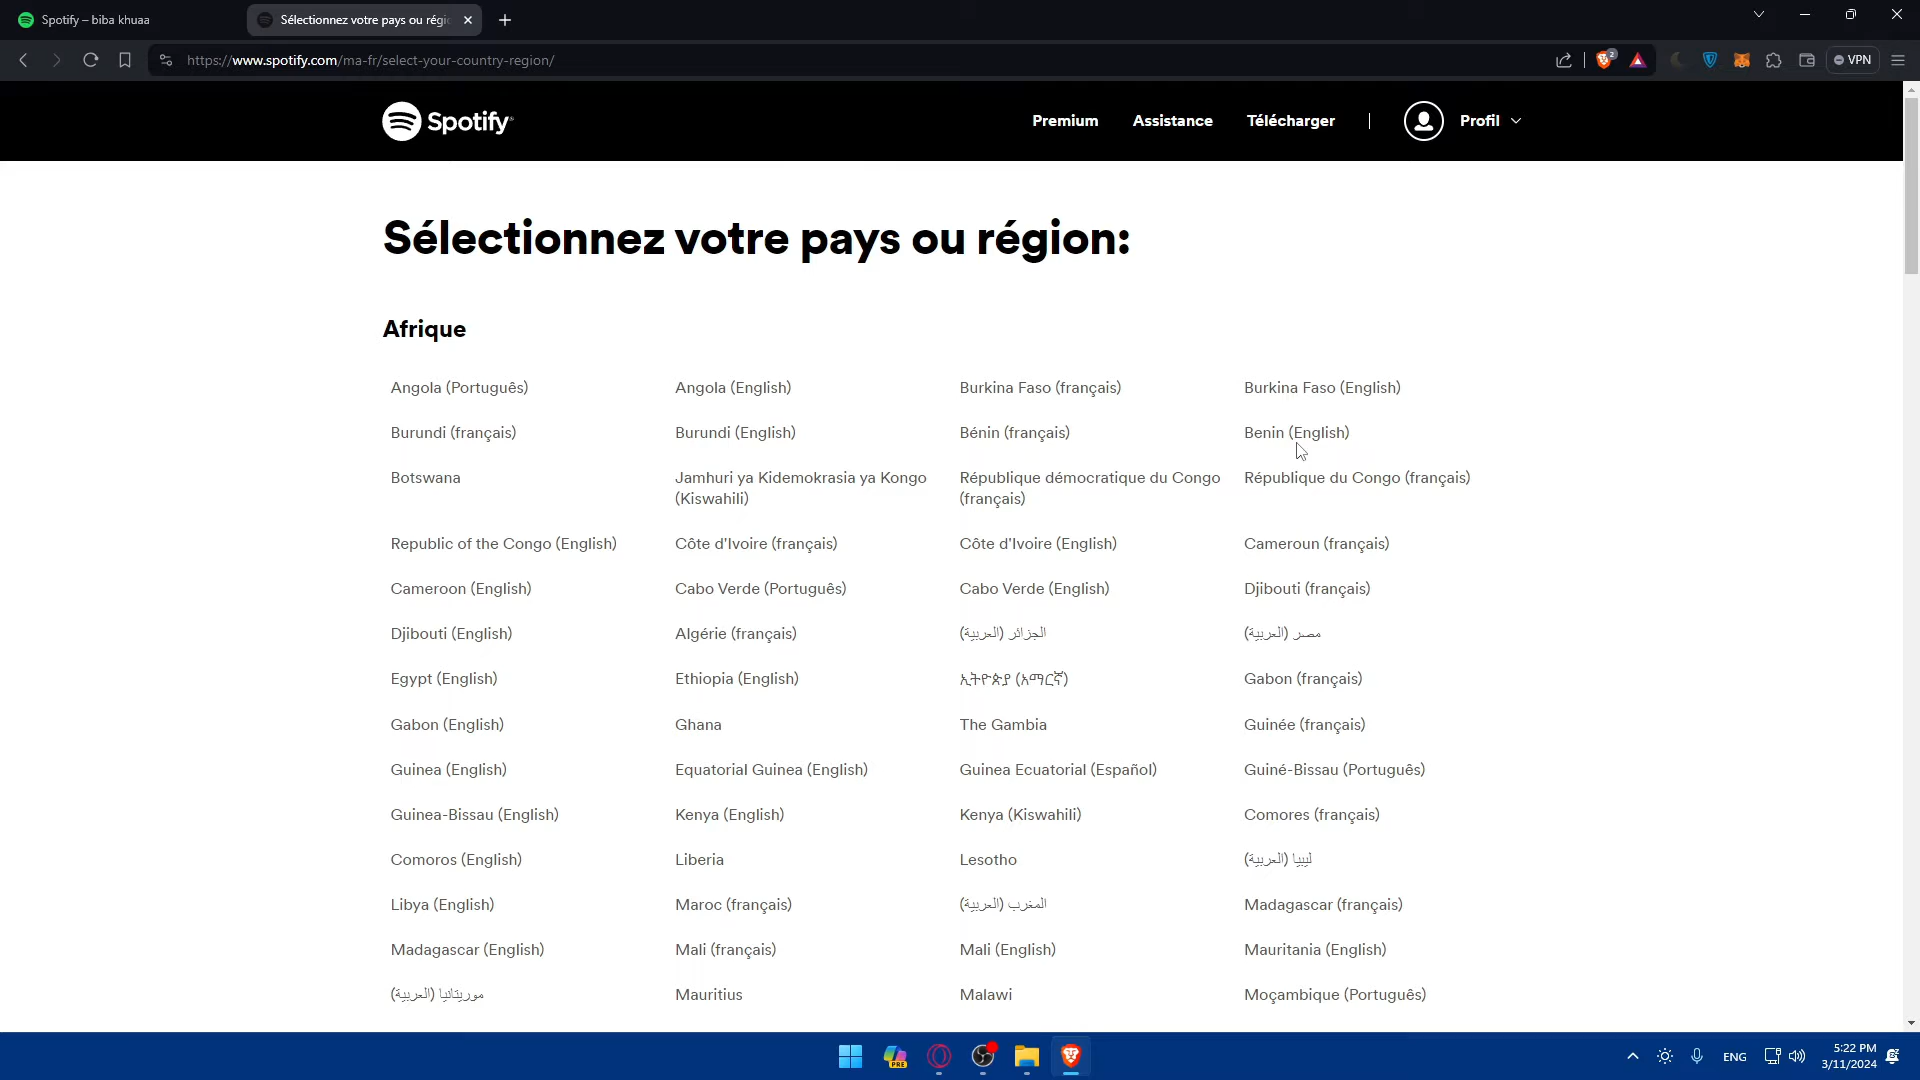 Spotify – biba khuaa
Sélectionnez votre pays ou régi
https://www.spotify.com/ma-fr/select-your-country-region/
2
VPN
Spotify
Premium
Assistance
Télécharger
Profil
Sélectionnez votre pays ou région:
Afrique
Angola (Português)
Angola (English)
Burkina Faso (français)
Burkina Faso (English)
Burundi (français)
Burundi (English)
Bénin (français)
Benin (English)
Botswana
Jamhuri ya Kidemokrasia ya Kongo
(Kiswahili)
République démocratique du Congo
(français)
République du Congo (français)
Republic of the Congo (English)
Côte d'Ivoire (français)
Côte d'Ivoire (English)
Cameroun (français)
Cameroon (English)
Cabo Verde (Português)
Cabo Verde (English)
Djibouti (français)
Djibouti (English)
Algérie (français)
الجزائر (العربية)
مصر (العربية)
Egypt (English)
Ethiopia (English)
ኢትዮጵያ (አማርኛ)
Gabon (français)
Gabon (English)
Ghana
The Gambia
Guinée (français)
Guinea (English)
Equatorial Guinea (English)
Guinea Ecuatorial (Español)
Guiné-Bissau (Português)
Guinea-Bissau (English)
Kenya (English)
Kenya (Kiswahili)
Comores (français)
Comoros (English)
Liberia
Lesotho
ليبيا (العربية)
Libya (English)
Maroc (français)
المغرب (العربية)
Madagascar (français)
Madagascar (English)
Mali (français)
Mali (English)
Mauritania (English)
موريتانيا (العربية)
Mauritius
Malawi
Moçambique (Português)
PRE
ENG
5:22 PM
3/11/2024